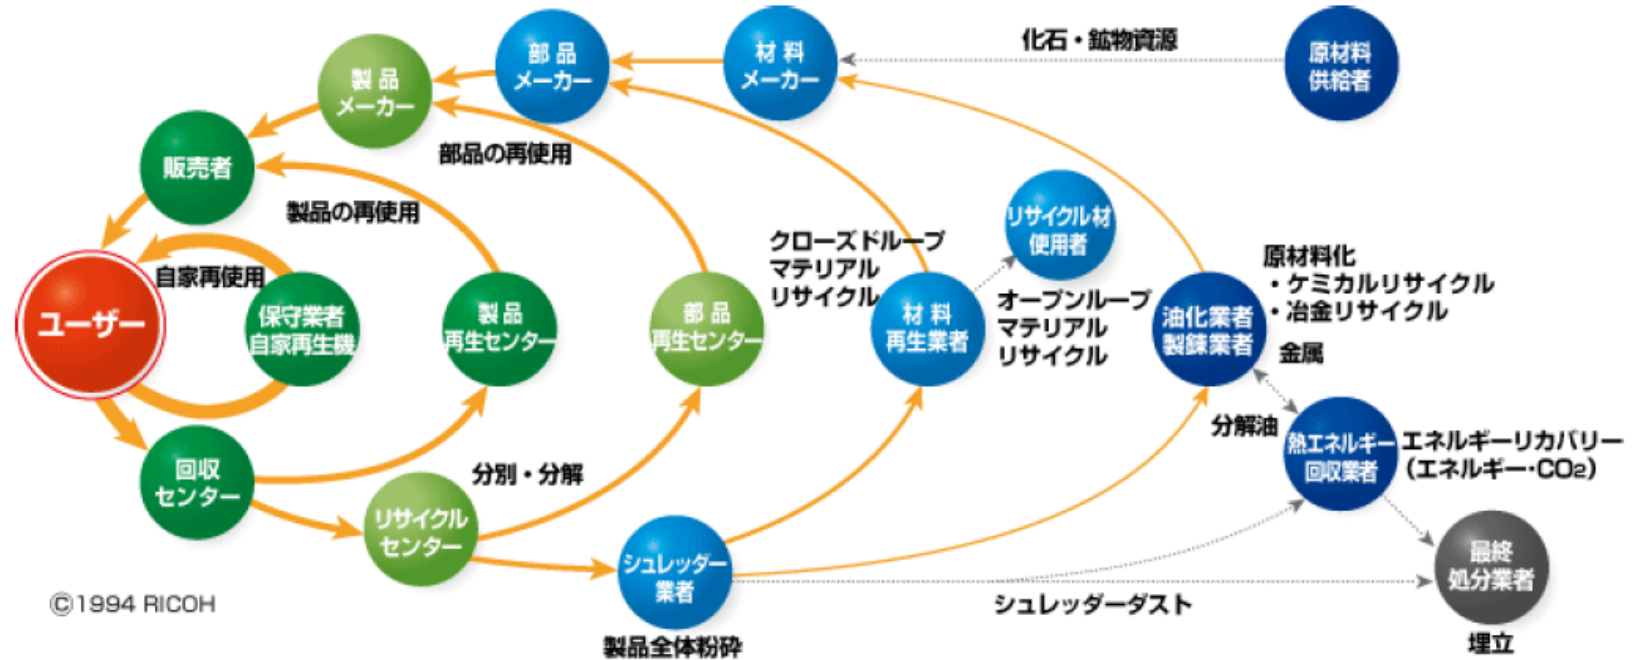 化石・鉱物資源
原材料
供給者
材 料
メーカー
部 品
メーカー
製 品
メーカー
部品の再使用
販売者
製品の再使用
自家再使用
ユーザー
保守業者
自家再生機
製 品
再生センター
部 品
再生センター
クローズドループ
マテリアル
リサイクル
材 料
再生業者
リサイクル材
使用者
オープンループ
マテリアル
リサイクル
油化業者
製錬業者
原材料化
・ケミカルリサイクル
・冶金リサイクル
金属
分解油
熱エネルギー
回収業者
エネルギーリカバリー
（エネルギー・CO₂）
回収
センター
分別・分解
リサイクル
センター
シュレッダー
業者
製品全体粉砕
シュレッダーダスト
最終
処分業者
埋立
©1994 RICOH